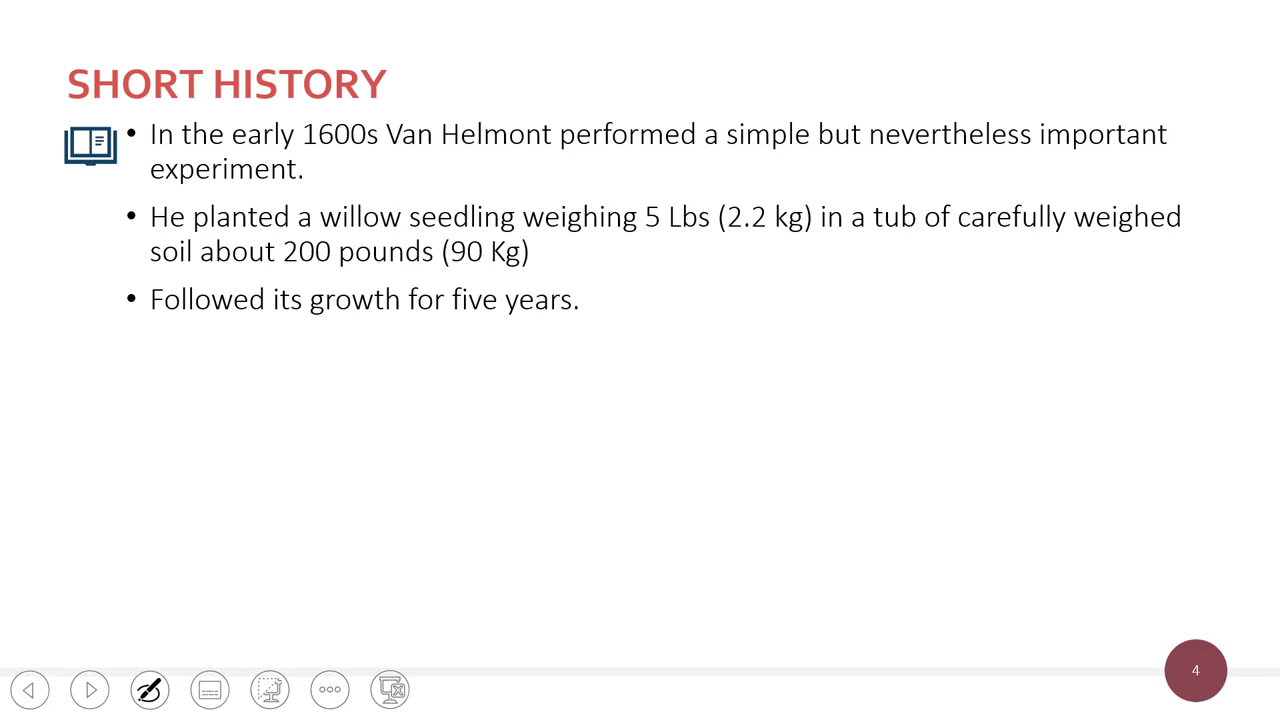 SHORT HISTORY
• In the early 1600s Van Helmont performed a simple but nevertheless important
experiment.
• He planted a willow seedling weighing 5 Lbs (2.2 kg) in a tub of carefully weighed
soil about 200 pounds (90 Kg)
• Followed its growth for five years.
4